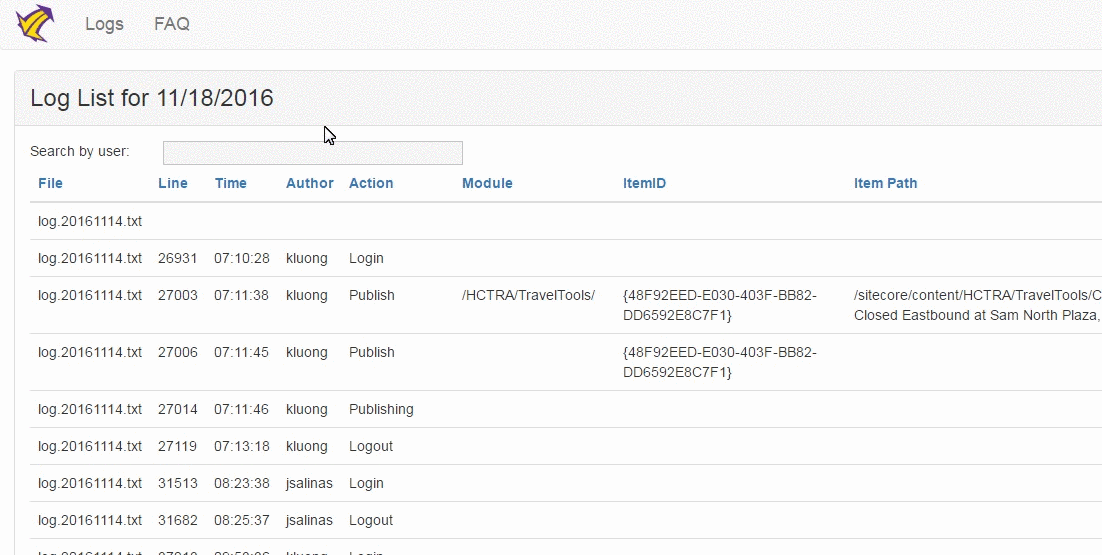 Logs FAQ
Log List for 11/18/2016
Search by user:
File Line Time Author Action Module ItemID Item Path
log.20161114.txt
log.20161114.txt 26931 07:10:28 kluong Login
log.20161114.txt 27003 07:11:38 kluong Publish /HCTRA/TravelTools/ {48F92EED-E030-403F-BB82- /sitecore/content/HCTRA/TravelTools/C
DD6592E8C7F1} Closed Eastbound at Sam North Plaza,
log.20161114.txt 27006 07:11:45 kluong Publish {48F92EED-E030-403F-BB82-
DD6592E8C7F1}
log.20161114.txt 27014 07:11:46 kluong Publishing
log.20161114.txt 27119 07:13:18 kluong Logout
log.20161114.txt 31513 08:23:38 jsalinas Login
log.20161114.txt 31682 08:25:37 jsalinas Logout